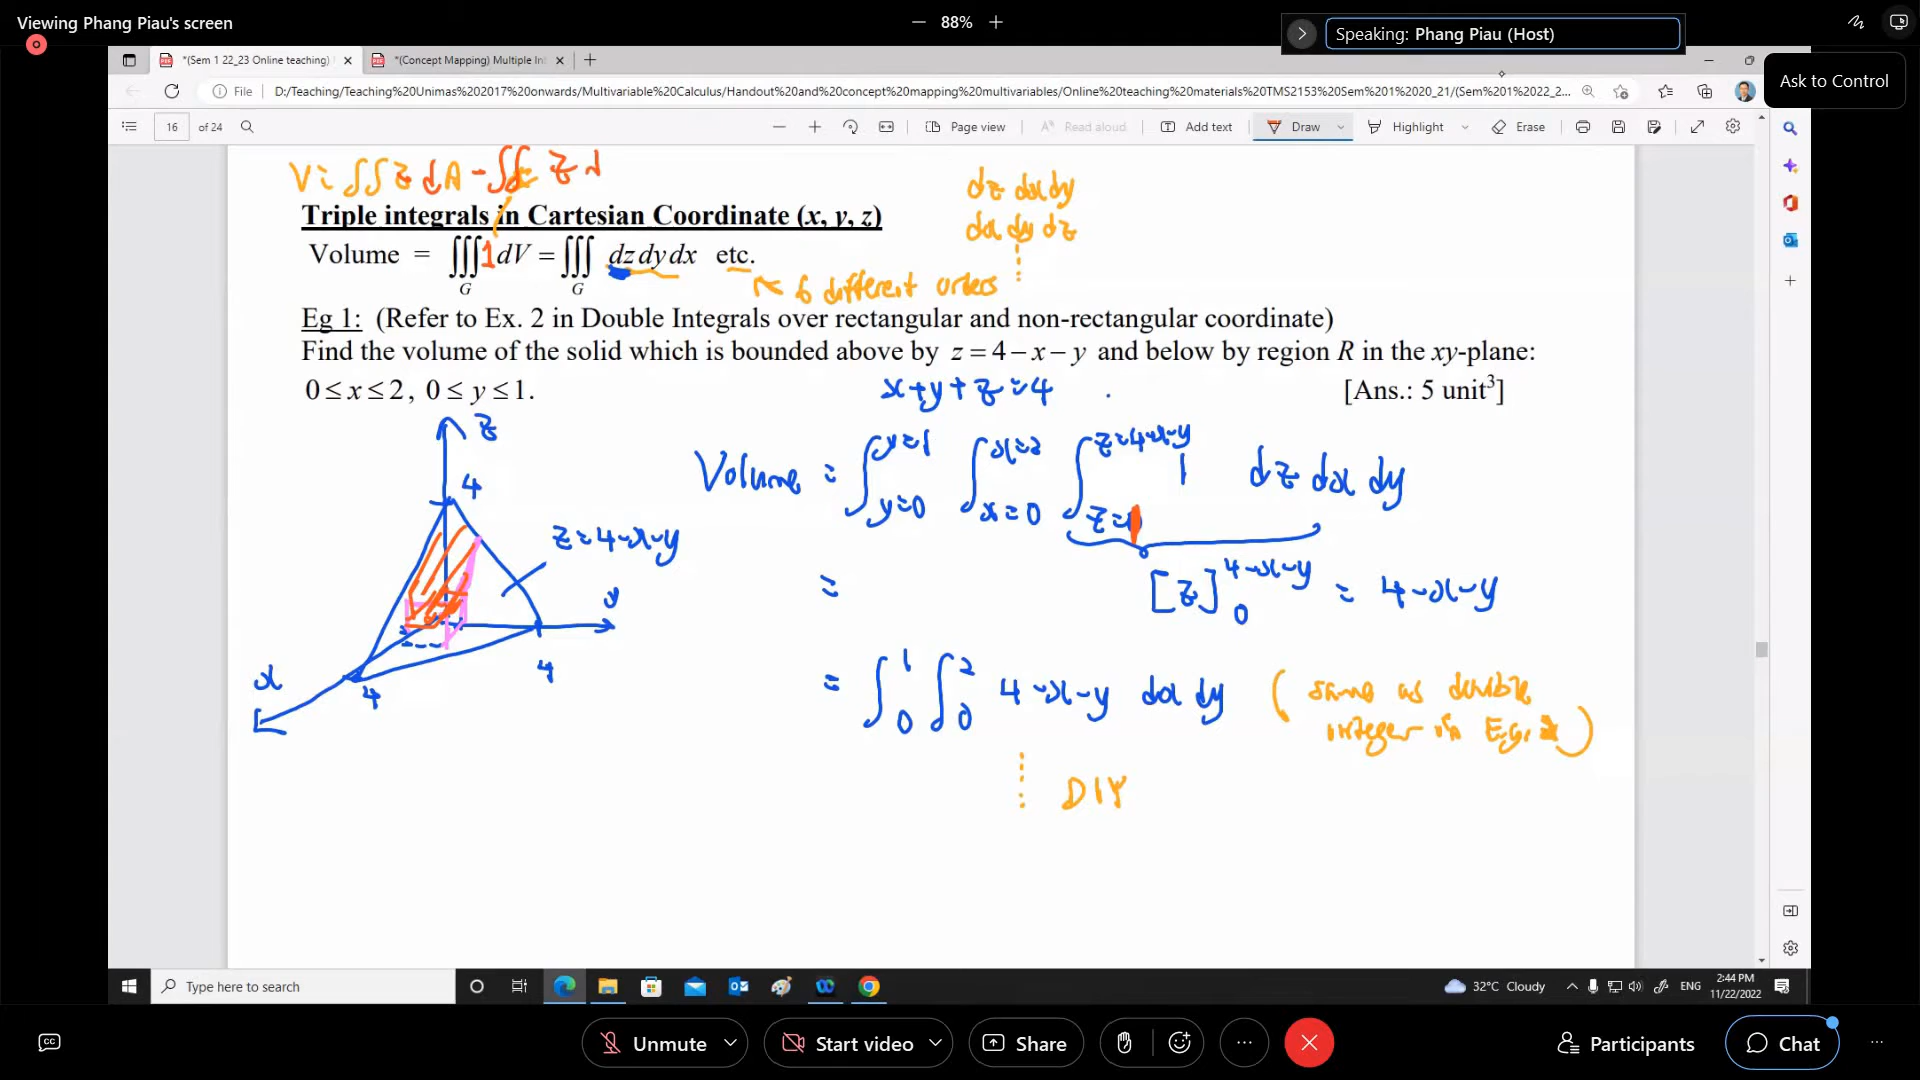 Viewing Phang Piau's screen
88%
Speaking: Phang Piau (Host)
Ask to Control
*(Sem 1 22_23 Online teaching)
*(Concept Mapping) Multiple In
File
D:/Teaching/Teaching%20Unimas%202017%20onwards/Multivariable%20Calculus/Handout%20and%20concept%20mapping%20multivariables/Online%20teaching%20materials%20TMS2153%20Sem%201%2020_21/(Sem%201%2022_2...
16 of 24
Page view
Read aloud
Add text
Draw
Highlight
Erase
V = ∬ z dA = ∬ z d
dz dx dy
Triple integrals in Cartesian Coordinate (x, y, z)
dx dy dz
Volume = ∭ 1 dV = ∭ dz dy dx etc.
G G
6 different orders
Eg 1: (Refer to Ex. 2 in Double Integrals over rectangular and non-rectangular coordinate)
Find the volume of the solid which is bounded above by z = 4 − x − y and below by region R in the xy-plane:
0 ≤ x ≤ 2, 0 ≤ y ≤ 1. [Ans.: 5 unit³]
x+y+z=4
z
4
z=4-x-y
y
4
x
4
Volume = ∫ y=0 y=1 ∫ x=0 x=2 ∫ z=0 z=4-x-y 1 dz dx dy
= [z] 0 4-x-y = 4-x-y
= ∫ 0 1 ∫ 0 2 4-x-y dx dy (same as double
integer in Eg.
DIY
Type here to search
32°C Cloudy
ENG
2:44 PM
11/22/2022
CC
Unmute
Start video
Share
Participants
Chat